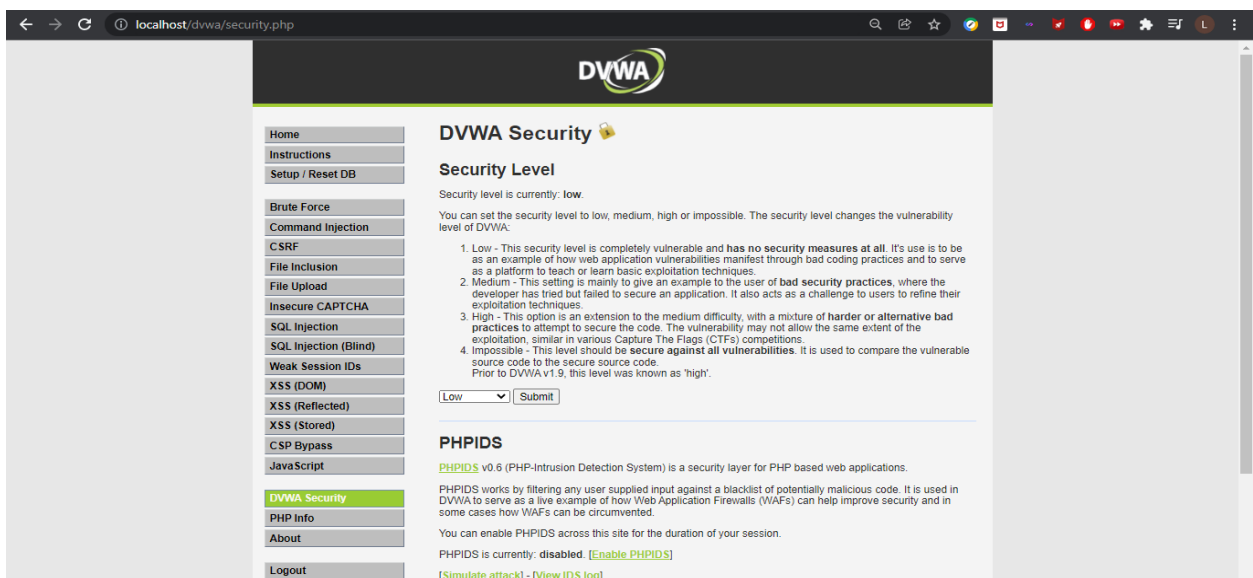 localhost/dvwa/security.php
L
DVWA
Home
Instructions
Setup / Reset DB
Brute Force
Command Injection
CSRF
File Inclusion
File Upload
Insecure CAPTCHA
SQL Injection
SQL Injection (Blind)
Weak Session IDs
XSS (DOM)
XSS (Reflected)
XSS (Stored)
CSP Bypass
JavaScript
DVWA Security
PHP Info
About
Logout
DVWA Security
Security Level
Security level is currently: low.
You can set the security level to low, medium, high or impossible. The security level changes the vulnerability
level of DVWA:
1. Low - This security level is completely vulnerable and has no security measures at all. It's use is to be
as an example of how web application vulnerabilities manifest through bad coding practices and to serve
as a platform to teach or learn basic exploitation techniques.
2. Medium - This setting is mainly to give an example to the user of bad security practices, where the
developer has tried but failed to secure an application. It also acts as a challenge to users to refine their
exploitation techniques.
3. High - This option is an extension to the medium difficulty, with a mixture of harder or alternative bad
practices to attempt to secure the code. The vulnerability may not allow the same extent of the
exploitation, similar in various Capture The Flags (CTFs) competitions.
4. Impossible - This level should be secure against all vulnerabilities. It is used to compare the vulnerable
source code to the secure source code.
Prior to DVWA v1.9, this level was known as 'high'.
Low Submit
PHPIDS
PHPIDS v0.6 (PHP-Intrusion Detection System) is a security layer for PHP based web applications.
PHPIDS works by filtering any user supplied input against a blacklist of potentially malicious code. It is used in
DVWA to serve as a live example of how Web Application Firewalls (WAFs) can help improve security and in
some cases how WAFs can be circumvented.
You can enable PHPIDS across this site for the duration of your session.
PHPIDS is currently: disabled. [Enable PHPIDS]
[Simulate attack] - [View IDS log]